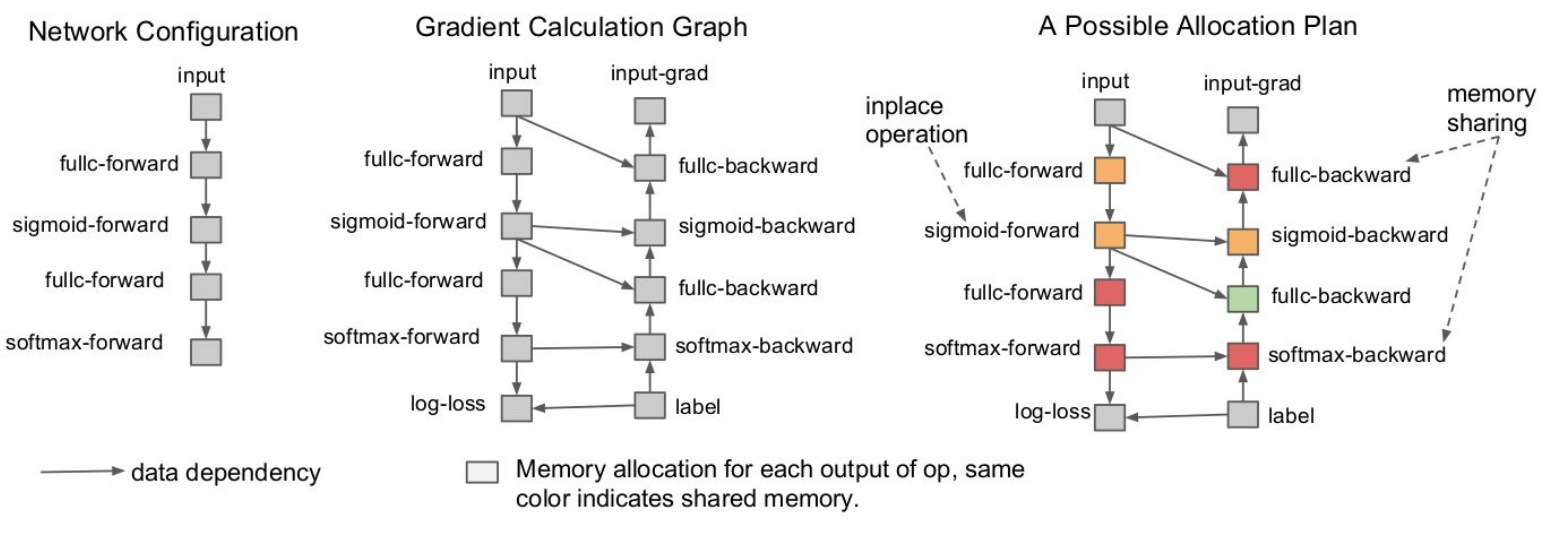 Network Configuration
input
fullc-forward
sigmoid-forward
fullc-forward
softmax-forward
Gradient Calculation Graph
input
input-grad
fullc-forward
fullc-backward
sigmoid-forward
sigmoid-backward
fullc-forward
fullc-backward
softmax-forward
softmax-backward
log-loss
label
A Possible Allocation Plan
input
input-grad
inplace
operation
memory
sharing
fullc-forward
fullc-backward
sigmoid-forward
sigmoid-backward
fullc-forward
fullc-backward
softmax-forward
softmax-backward
log-loss
label
data dependency
Memory allocation for each output of op, same
color indicates shared memory.